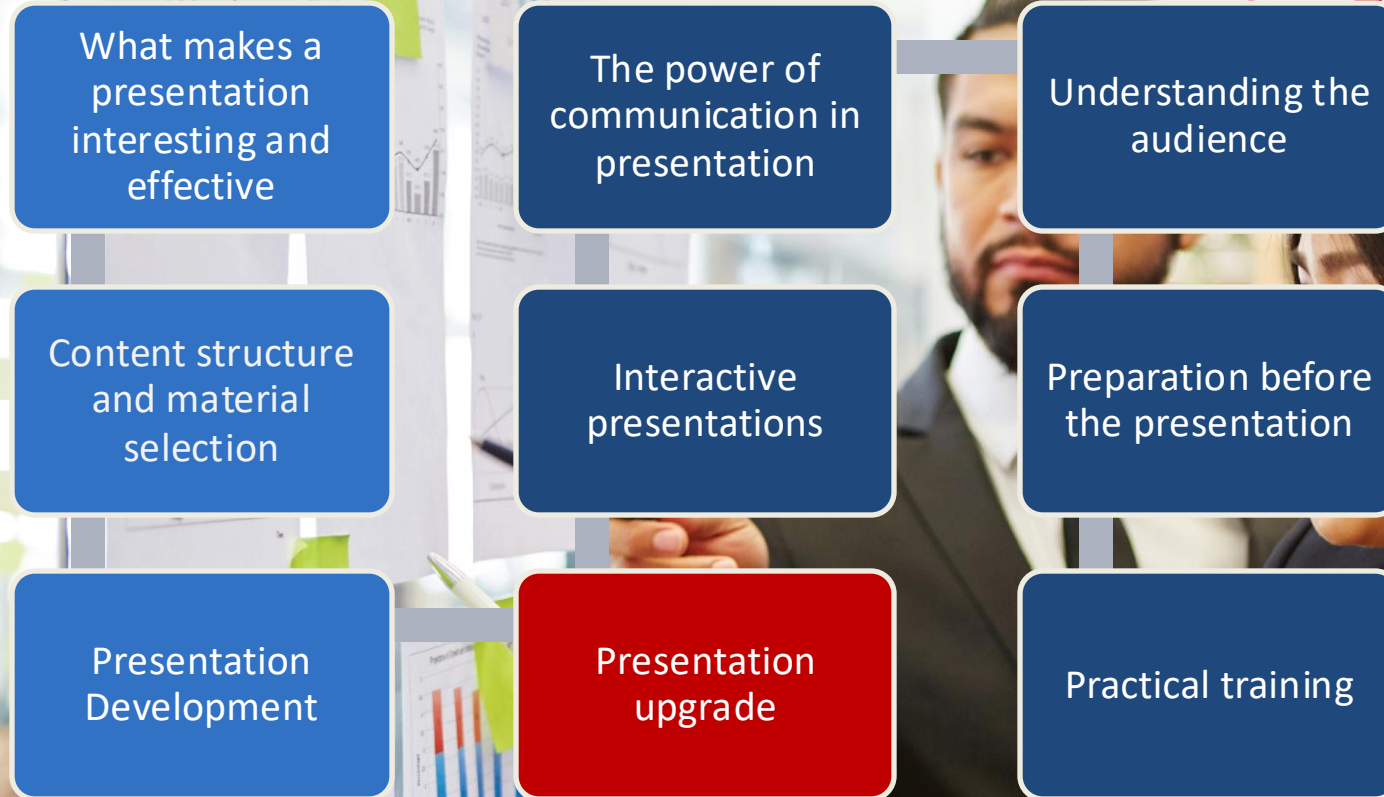 What makes a
presentation
interesting and
effective
Content structure
and material
selection
Presentation
Development
Presentation
upgrade
Interactive
presentations
The power of
communication in
presentation
Understanding the
audience
Preparation before
the presentation
Practical training